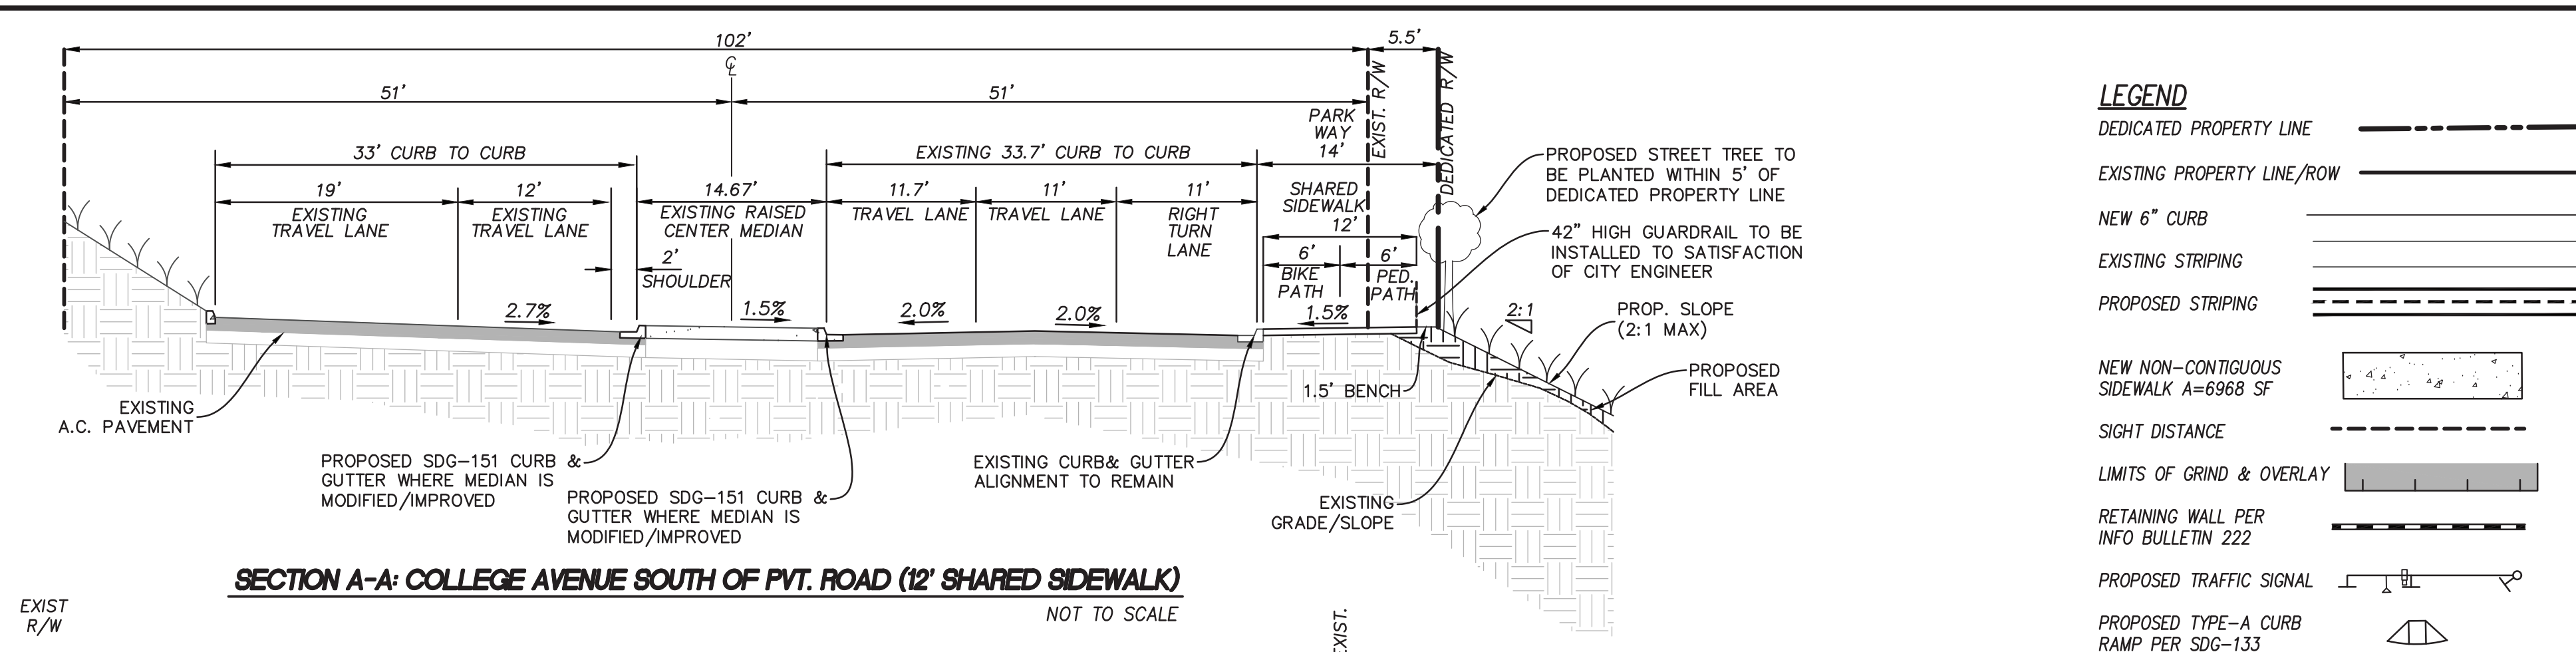 102'
5.5'
℄
51'
51'
EXIST. R/W
DEDICATED R/W
PARK
WAY
14'
33' CURB TO CURB
EXISTING 33.7' CURB TO CURB
19'
EXISTING
TRAVEL LANE
12'
EXISTING
TRAVEL LANE
14.67'
EXISTING RAISED
CENTER MEDIAN
11.7'
TRAVEL LANE
11'
TRAVEL LANE
11'
RIGHT
TURN
LANE
SHARED
SIDEWALK
12'
6'
BIKE
PATH
6'
PED.
PATH
2'
SHOULDER
2.7%
1.5%
2.0%
2.0%
1.5%
2:1
PROPOSED STREET TREE TO
BE PLANTED WITHIN 5' OF
DEDICATED PROPERTY LINE
42" HIGH GUARDRAIL TO BE
INSTALLED TO SATISFACTION
OF CITY ENGINEER
PROP. SLOPE
(2:1 MAX)
PROPOSED
FILL AREA
1.5' BENCH
EXISTING
A.C. PAVEMENT
PROPOSED SDG-151 CURB &
GUTTER WHERE MEDIAN IS
MODIFIED/IMPROVED
PROPOSED SDG-151 CURB &
GUTTER WHERE MEDIAN IS
MODIFIED/IMPROVED
EXISTING CURB& GUTTER
ALIGNMENT TO REMAIN
EXISTING
GRADE/SLOPE
SECTION A-A: COLLEGE AVENUE SOUTH OF PVT. ROAD (12' SHARED SIDEWALK)
NOT TO SCALE
EXIST
R/W
EXIST.
LEGEND
DEDICATED PROPERTY LINE
EXISTING PROPERTY LINE/ROW
NEW 6" CURB
EXISTING STRIPING
PROPOSED STRIPING
NEW NON-CONTIGUOUS
SIDEWALK A=6968 SF
SIGHT DISTANCE
LIMITS OF GRIND & OVERLAY
RETAINING WALL PER
INFO BULLETIN 222
PROPOSED TRAFFIC SIGNAL
PROPOSED TYPE-A CURB
RAMP PER SDG-133